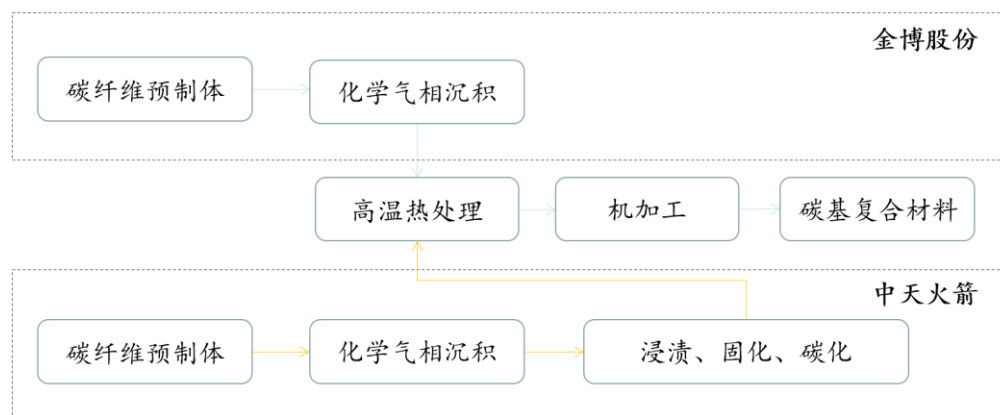 金博股份
碳纤维预制体
化学气相沉积
高温热处理
机加工
碳基复合材料
中天火箭
碳纤维预制体
化学气相沉积
浸渍、固化、碳化